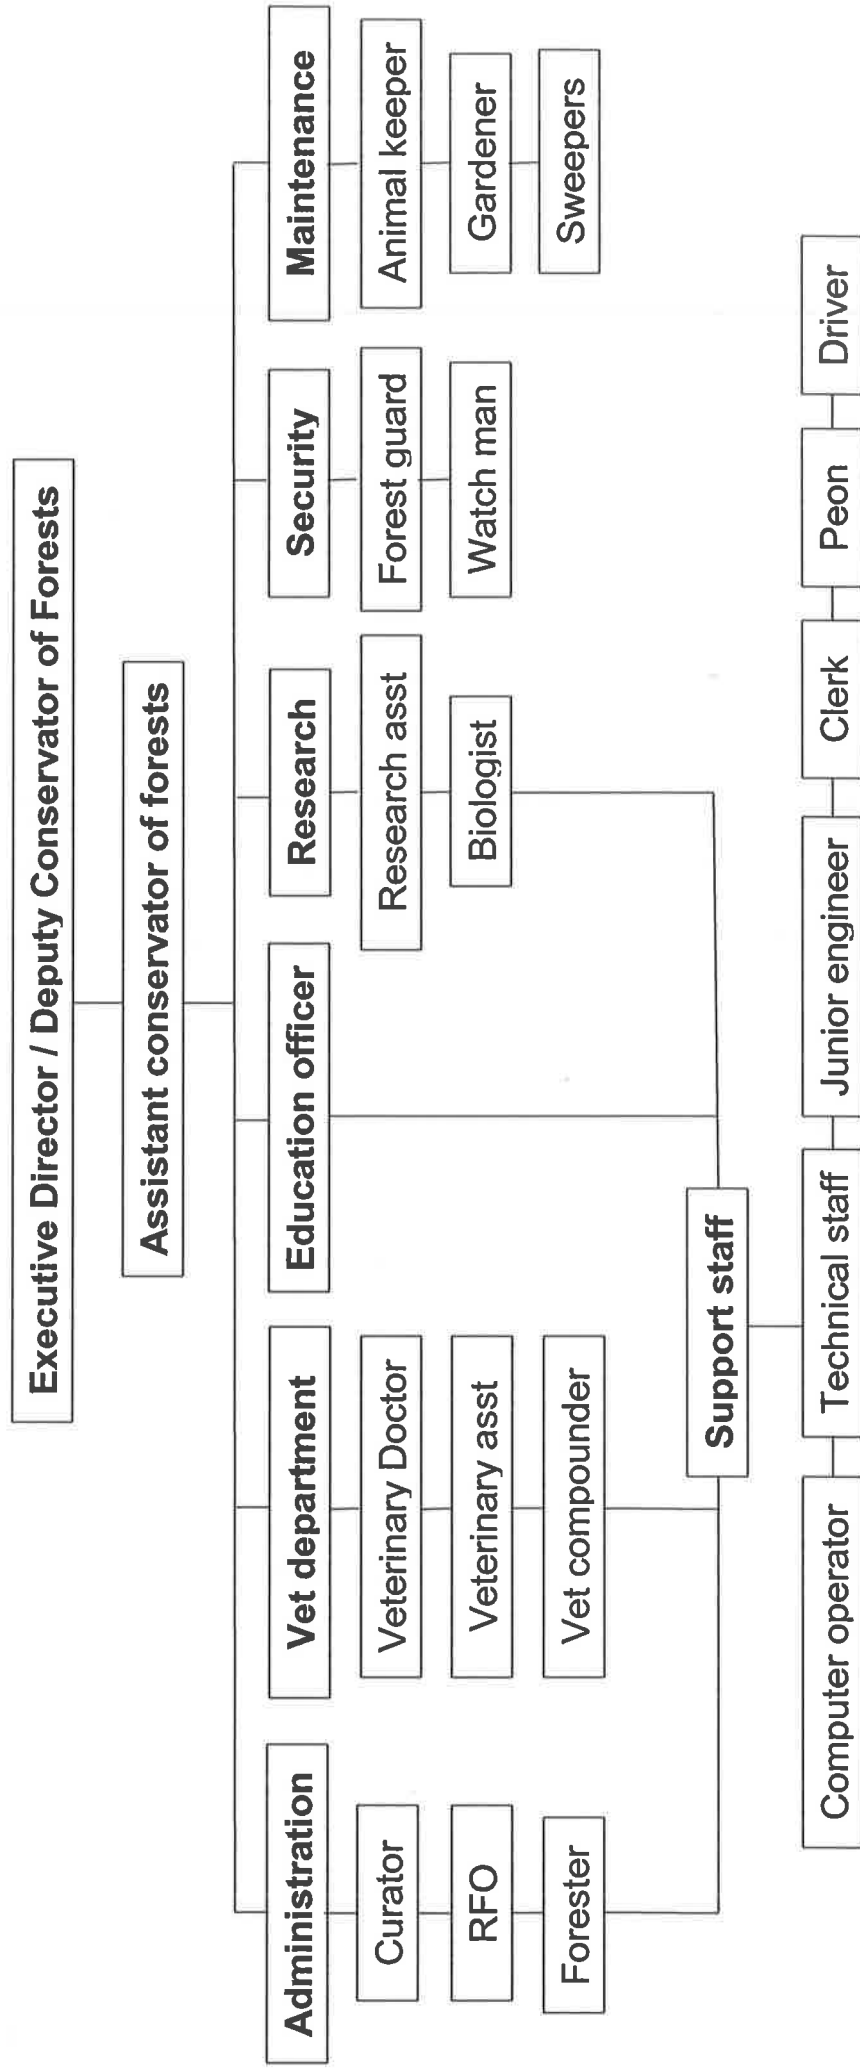 Executive Director / Deputy Conservator of Forests
Assistant conservator of forests
Administration
Vet department
Education officer
Research
Security
Maintenance
Curator
Veterinary Doctor
Research asst
Forest guard
Animal keeper
RFO
Veterinary asst
Biologist
Watch man
Gardener
Forester
Vet compounder
Sweepers
Support staff
Computer operator
Technical staff
Junior engineer
Clerk
Peon
Driver